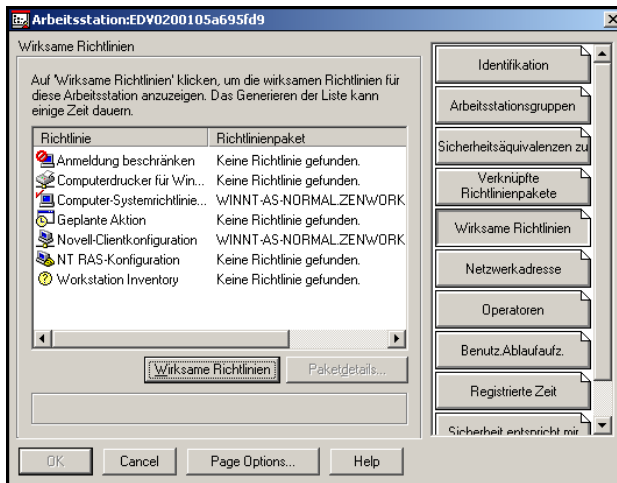 Arbeitsstation:EDV0200105a695fd9
Wirksame Richtlinien
Auf 'Wirksame Richtlinien' klicken, um die wirksamen Richtlinien für
diese Arbeitsstation anzuzeigen. Das Generieren der Liste kann
einige Zeit dauern.
Richtlinie Richtlinienpaket
Anmeldung beschränken Keine Richtlinie gefunden.
Computerdrucker für Win... Keine Richtlinie gefunden.
Computer-Systemrichtlinie... WINNT-AS-NORMAL.ZENWORK
Geplante Aktion Keine Richtlinie gefunden.
Novell-Clientkonfiguration WINNT-AS-NORMAL.ZENWORK
NT RAS-Konfiguration Keine Richtlinie gefunden.
Workstation Inventory Keine Richtlinie gefunden.
Wirksame Richtlinien Paketdetails...
OK Cancel Page Options... Help
Identifikation
Arbeitsstationsgruppen
Sicherheitsäquivalenzen zu
Verknüpfte
Richtlinienpakete
Wirksame Richtlinien
Netzwerkadresse
Operatoren
Benutz.Ablaufaufz.
Registrierte Zeit
Sicherheit entspricht mir